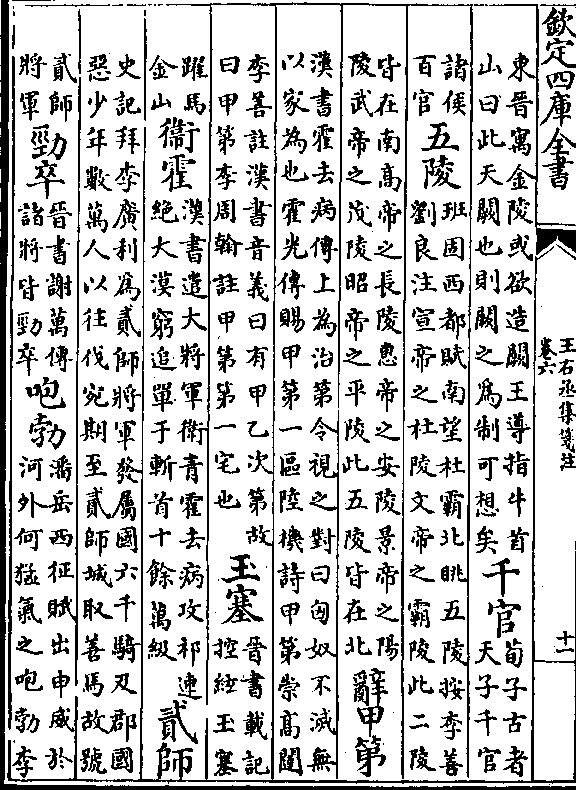 欽定四庫全書
王右丞集箋注
卷六
十一
東晉寓金陵或欲造闕王導指牛首
山曰此天闕也則闕之為制可想矣
千官
荀子古者
天子千官
諸侯
百官
五陵
班固西都賦南望杜霸北眺五陵按李善
劉良注宣帝之杜陵文帝之霸陵此二陵
皆在南高帝之長陵惠帝之安陵景帝之陽
陵武帝之茂陵昭帝之平陵此五陵皆在北
辭甲第
漢書霍去病傳上為治第令視之對曰匈奴不滅無
以家為也霍光傳賜甲第一區陸機詩甲第崇高闥
李善註漢書音義曰有甲乙次第故
曰甲第李周翰註甲第第一宅也
玉塞
晉書載記
控絃玉塞
躍馬
金山
衞霍
漢書遣大將軍衛青霍去病攻祁連
絶大漠窮追單于斬首十餘萬級
貳師
史記拜李廣利為貳師將軍發屬國六千騎及郡國
惡少年數萬人以往伐宛期至貳師城取善馬故號
貳師
將軍
勁卒
晉書謝萬傳
諸將皆勁卒
咆勃
潘岳西征賦出申威於
河外何猛氣之咆勃李